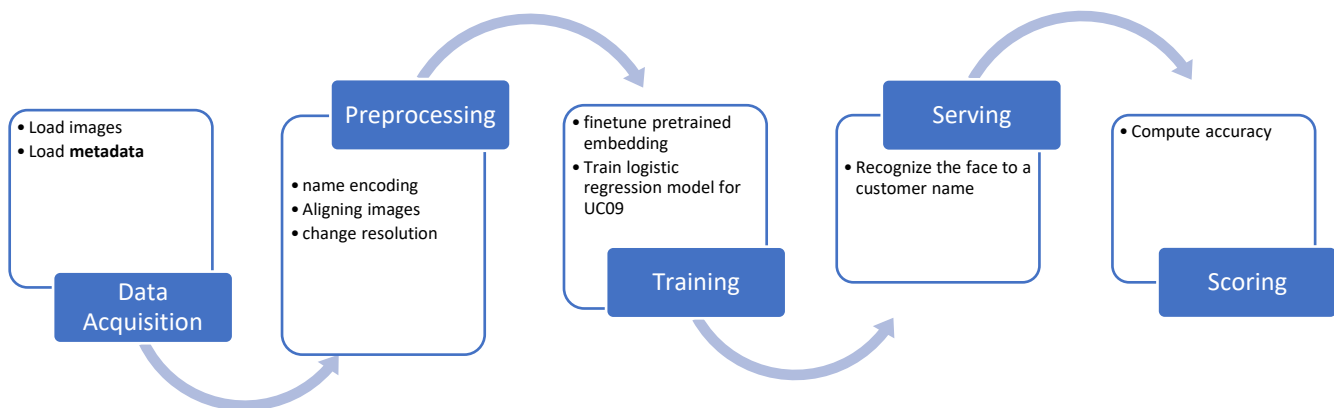 • Load images
• Load metadata
Data
Acquisition
Preprocessing
• name encoding
• Aligning images
• change resolution
• finetune pretrained
embedding
• Train logistic
regression model for
UC09
Training
Serving
• Recognize the face to a
customer name
• Compute accuracy
Scoring